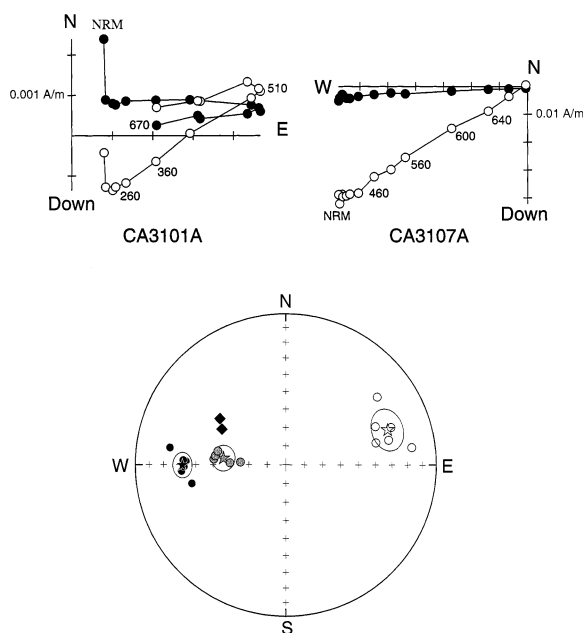 N
NRM
0.001 A/m
510
E
670
360
260
Down
CA3101A
N
W
0.01 A/m
640
600
560
460
NRM
Down
CA3107A
N
W
E
S